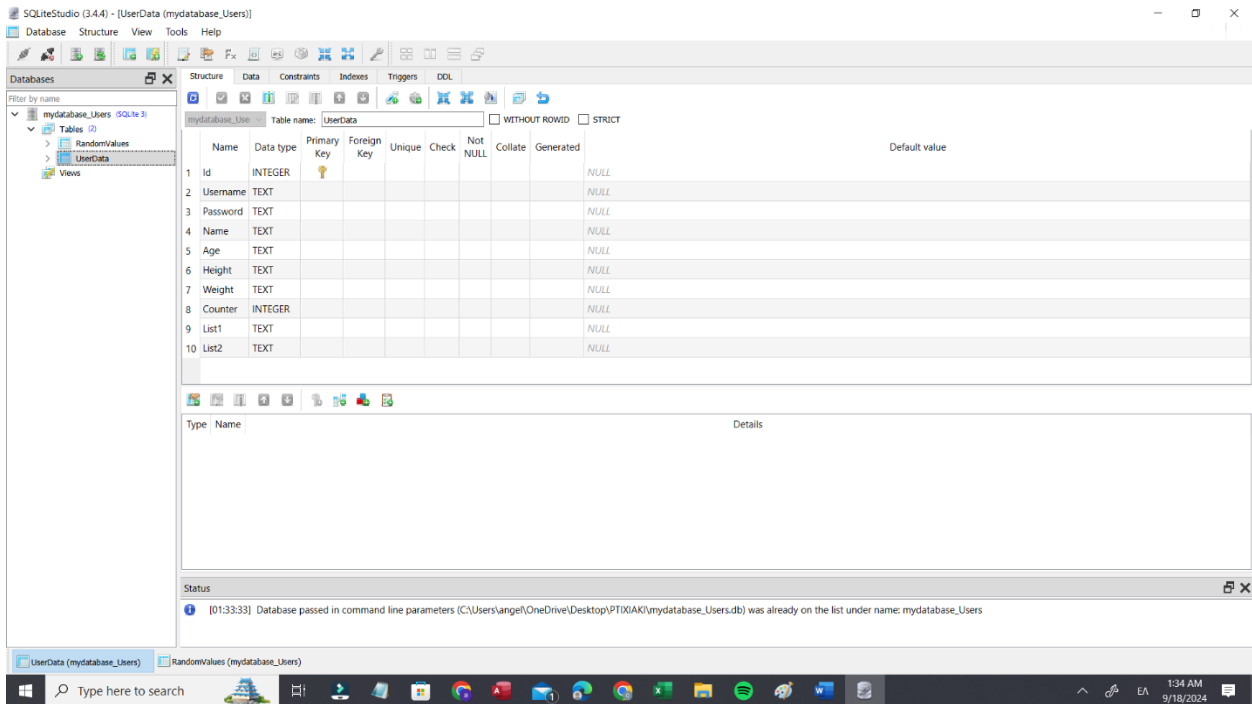 SQLiteStudio (3.4.4) - [UserData (mydatabase_Users)]
Database Structure View Tools Help
Databases
Filter by name
mydatabase_Users (SQLite 3)
Tables (2)
RandomValues
UserData
Views
Structure Data Constraints Indexes Triggers DDL
mydatabase_Use Table name: UserData WITHOUT ROWID STRICT
Name Data type Primary Key Foreign Key Unique Check Not NULL Collate Generated Default value
1 Id INTEGER NULL
2 Username TEXT NULL
3 Password TEXT NULL
4 Name TEXT NULL
5 Age TEXT NULL
6 Height TEXT NULL
7 Weight TEXT NULL
8 Counter INTEGER NULL
9 List1 TEXT NULL
10 List2 TEXT NULL
Type Name Details
Status
[01:33:33] Database passed in command line parameters (C:\Users\angel\OneDrive\Desktop\PTIXIAKI\mydatabase_Users.db) was already on the list under name: mydatabase_Users
UserData (mydatabase_Users) RandomValues (mydatabase_Users)
Type here to search
ΕΛ
1:34 AM
9/18/2024